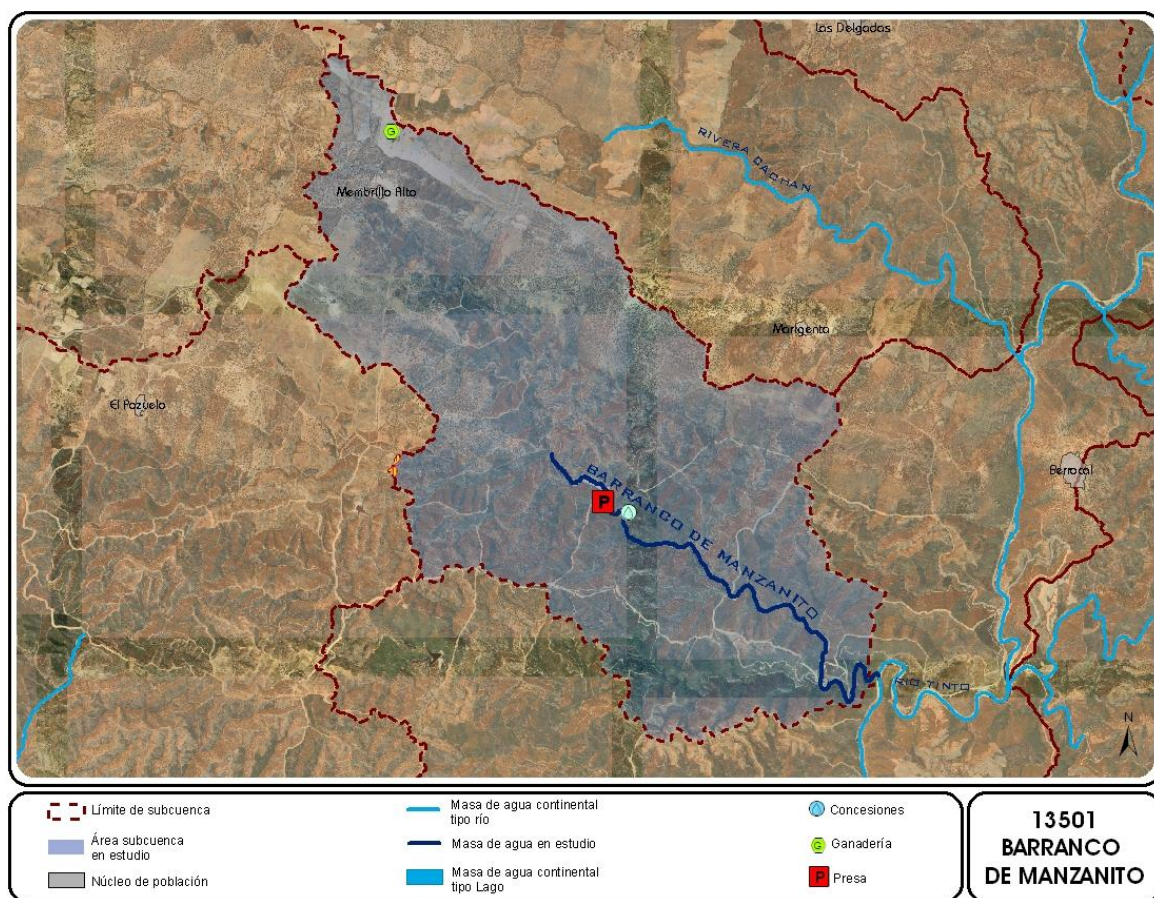 Las Delgadas
RIVERA CACHAN
G
Membrillo Alto
Marigenta
El Pozuelo
Berrocal
P
BARRANCO DE MANZANITO
RIO TINTO
N
Límite de subcuenca
Área subcuenca
en estudio
Núcleo de población
Masa de agua continental
tipo río
Masa de agua en estudio
Masa de agua continental
tipo Lago
Concesiones
G
Ganadería
P
Presa
13501
BARRANCO
DE MANZANITO